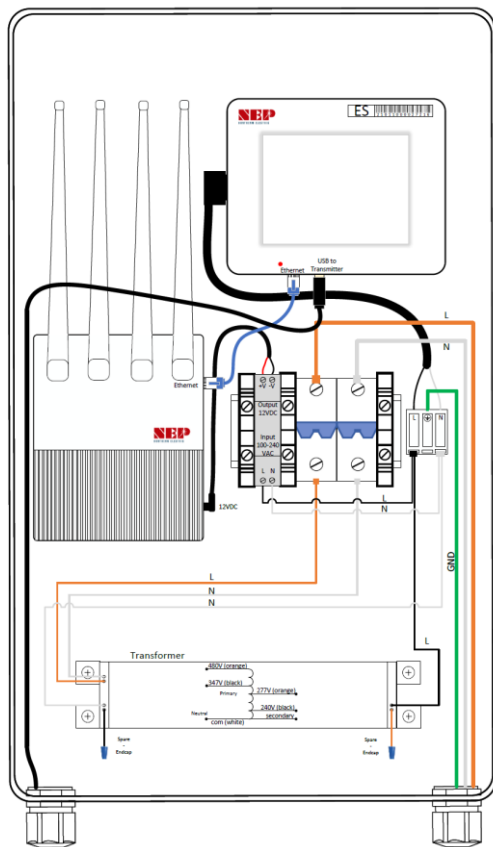 NEP
ES
USB to
Transmitter
Ethernet
L
N
Ethernet
+V -V
Output
12VDC
Input
100-240
VAC
L N
L
N
NEP
12VDC
L
N
GND
L
N
N
L
Transformer
480V (orange)
347V (black)
Primary
277V (orange)
240V (black)
Neutral
secondary
com (white)
Spare
-
Endcap
Spare
-
Endcap